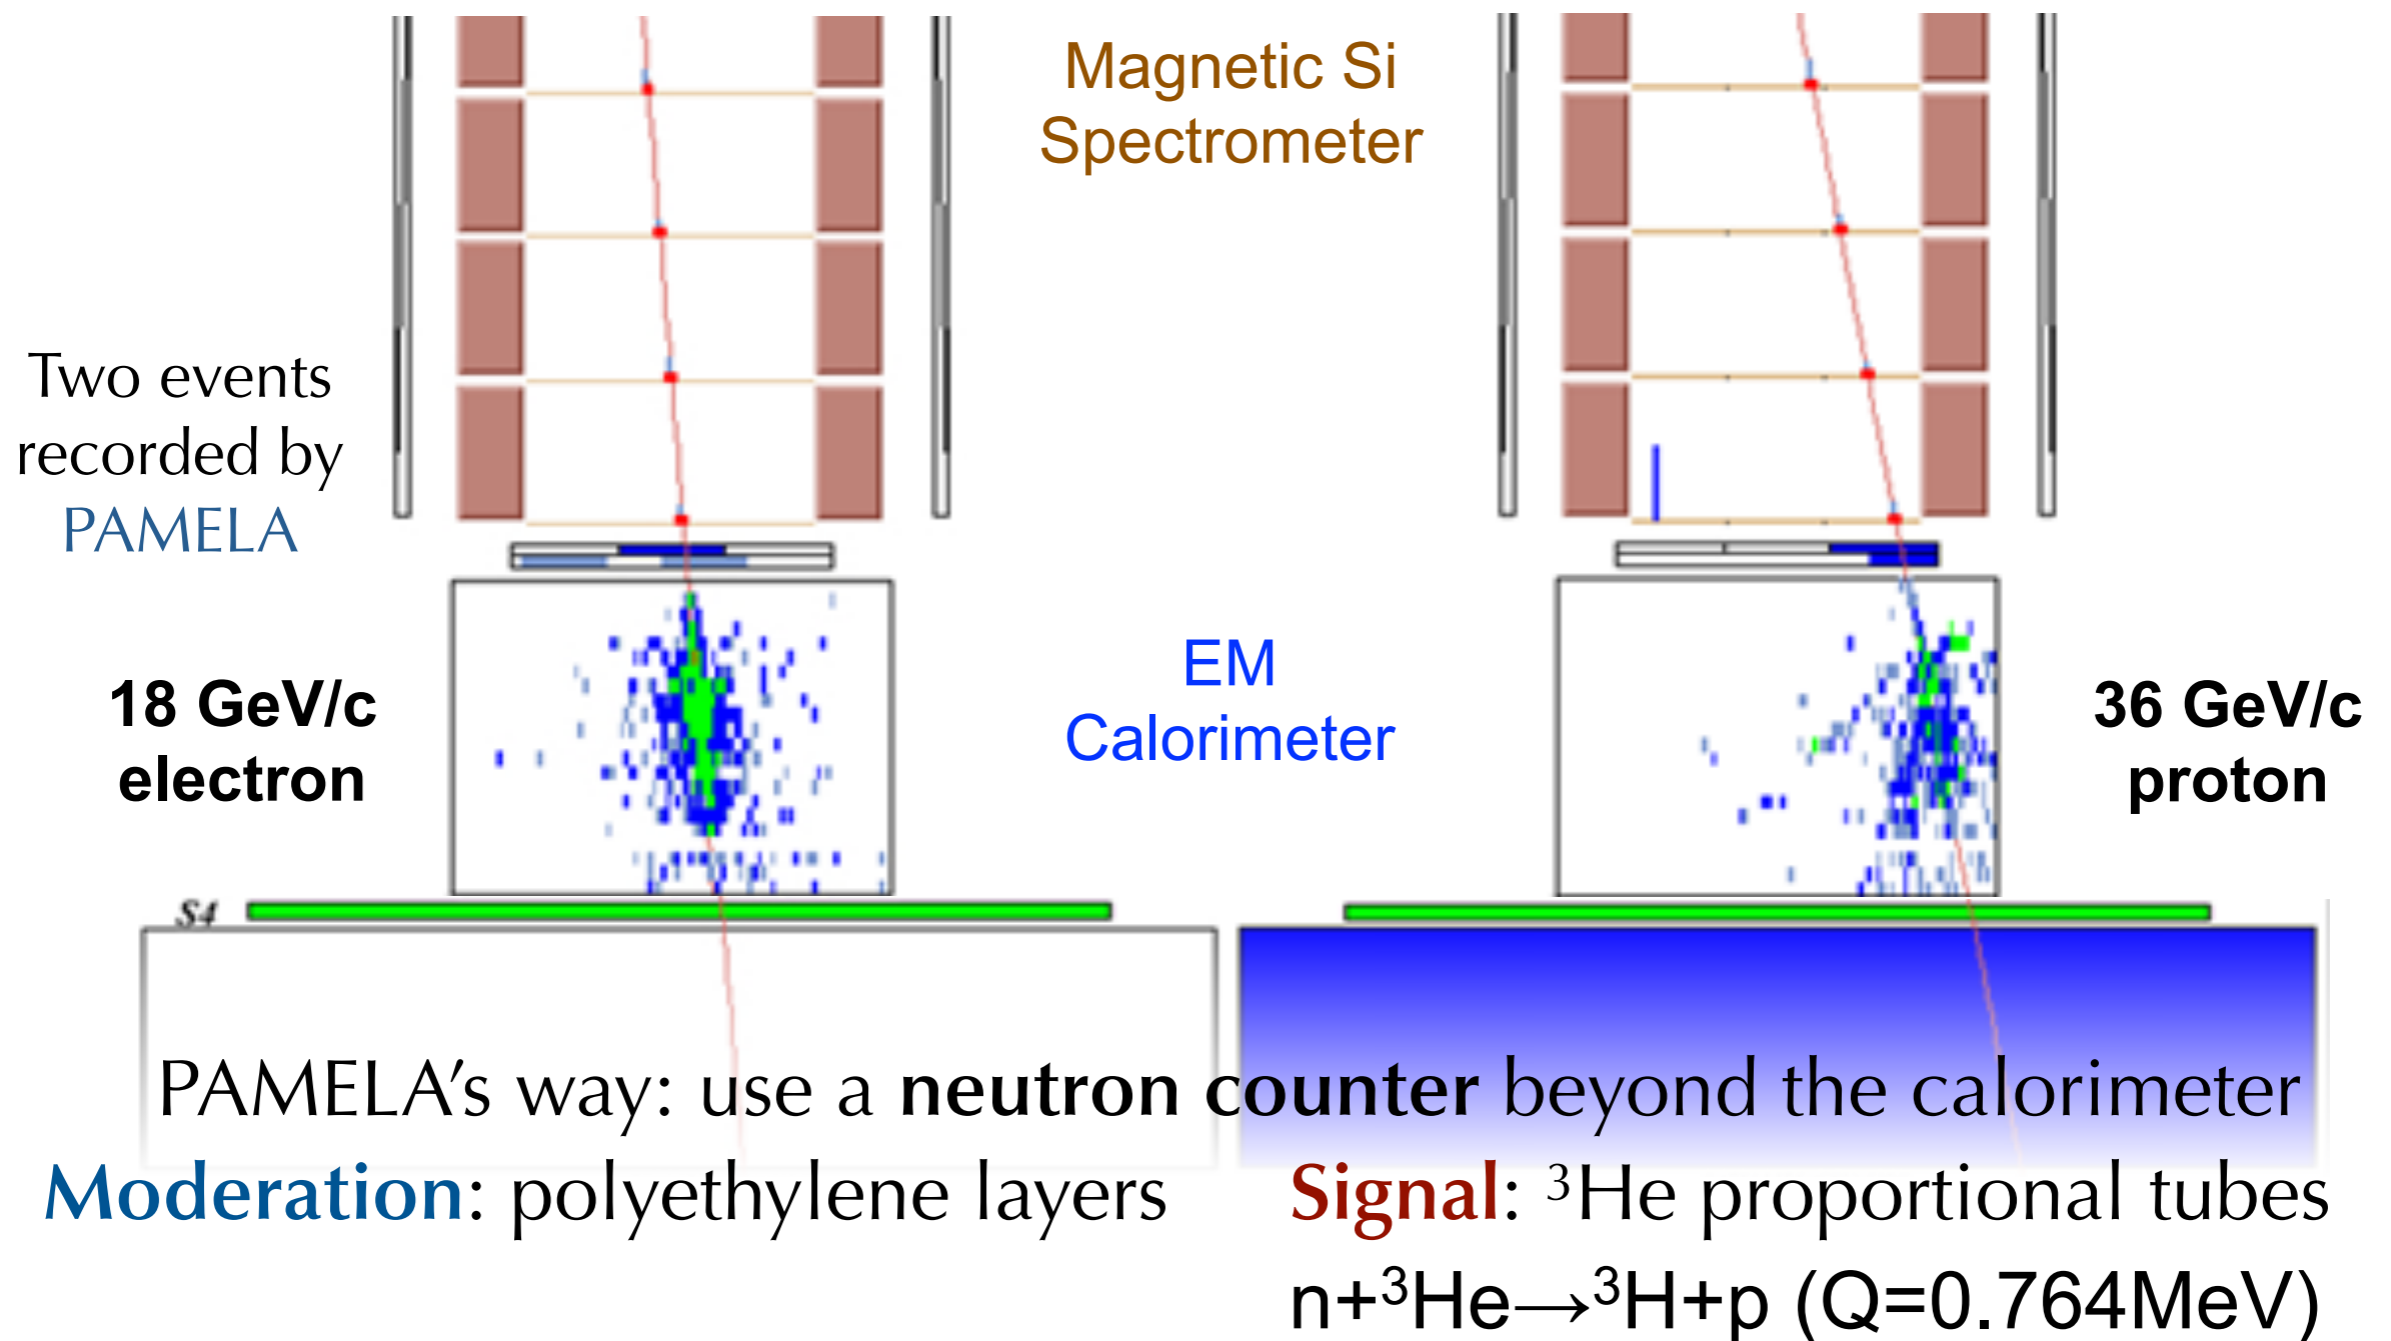 Magnetic Si
Spectrometer
Two events
recorded by
PAMELA
18 GeV/c
electron
EM
Calorimeter
36 GeV/c
proton
S4
PAMELA’s way: use a neutron counter beyond the calorimeter
Moderation: polyethylene layers
Signal: ³He proportional tubes
n+³He→³H+p (Q=0.764MeV)